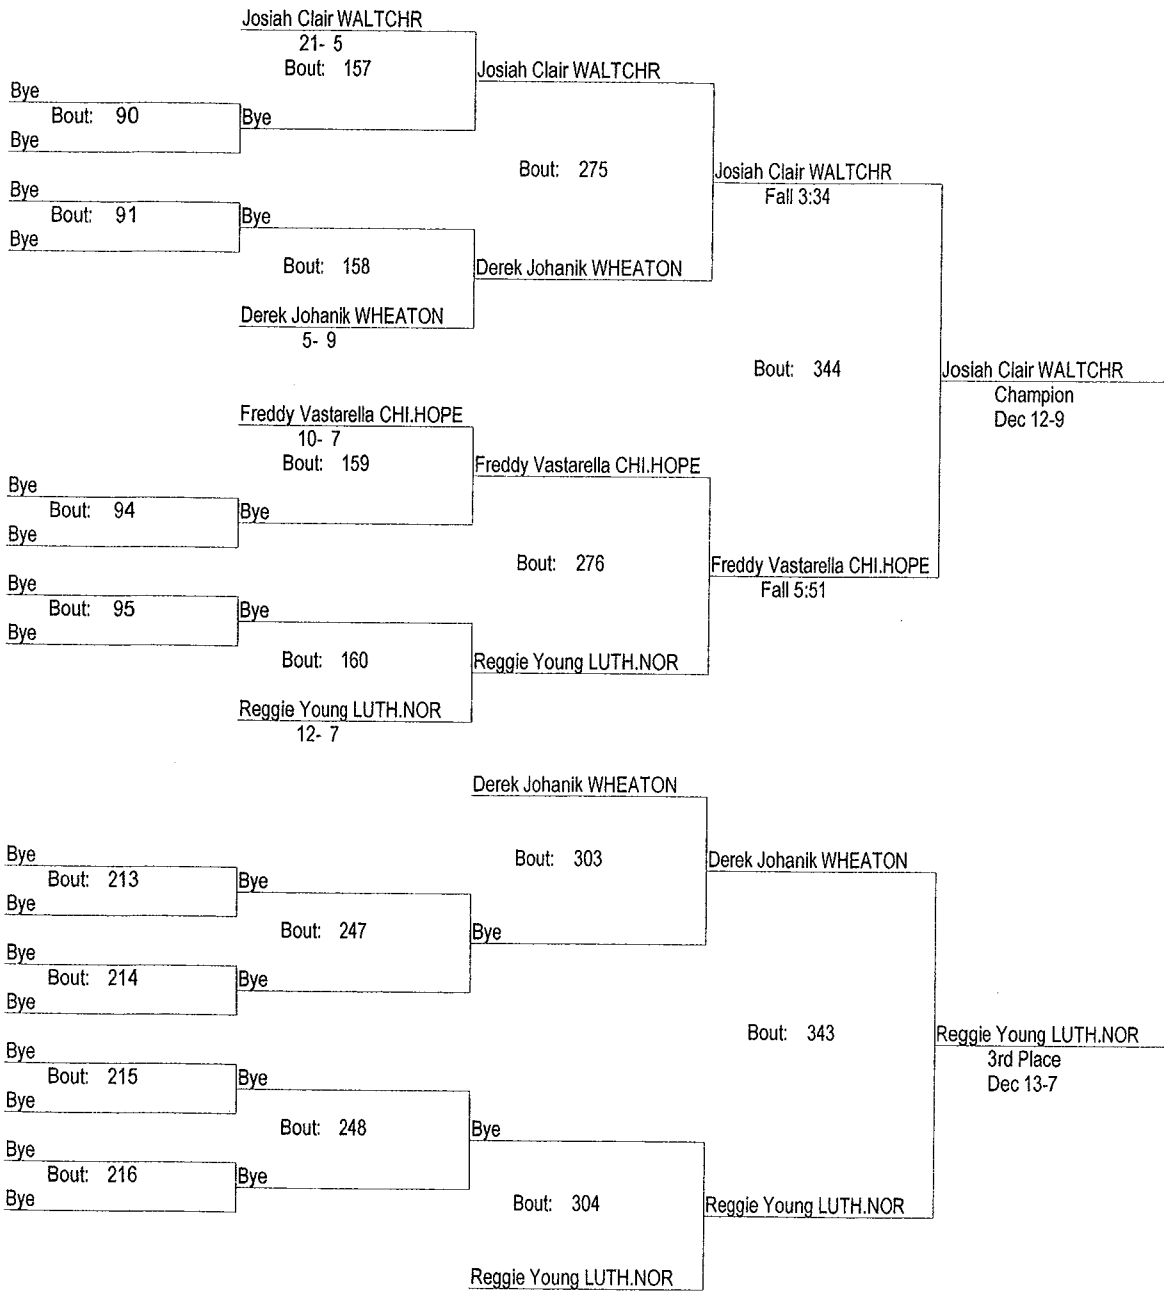 Josiah Clair WALTCHR
21- 5
Bout: 157
Josiah Clair WALTCHR
Bye
Bout: 90
Bye
Bye
Bout: 275
Josiah Clair WALTCHR
Fall 3:34
Bye
Bout: 91
Bye
Bye
Bout: 158
Derek Johanik WHEATON
Derek Johanik WHEATON
5- 9
Bout: 344
Josiah Clair WALTCHR
Champion
Dec 12-9
Freddy Vastarella CHI.HOPE
10- 7
Bout: 159
Freddy Vastarella CHI.HOPE
Bye
Bout: 94
Bye
Bye
Bout: 276
Freddy Vastarella CHI.HOPE
Fall 5:51
Bye
Bout: 95
Bye
Bye
Bout: 160
Reggie Young LUTH.NOR
Reggie Young LUTH.NOR
12- 7
Derek Johanik WHEATON
Bout: 303
Derek Johanik WHEATON
Bye
Bout: 213
Bye
Bye
Bout: 247
Bye
Bye
Bout: 214
Bye
Bye
Bout: 343
Reggie Young LUTH.NOR
3rd Place
Dec 13-7
Bye
Bout: 215
Bye
Bye
Bout: 248
Bye
Bye
Bout: 216
Bye
Bye
Bout: 304
Reggie Young LUTH.NOR
Reggie Young LUTH.NOR